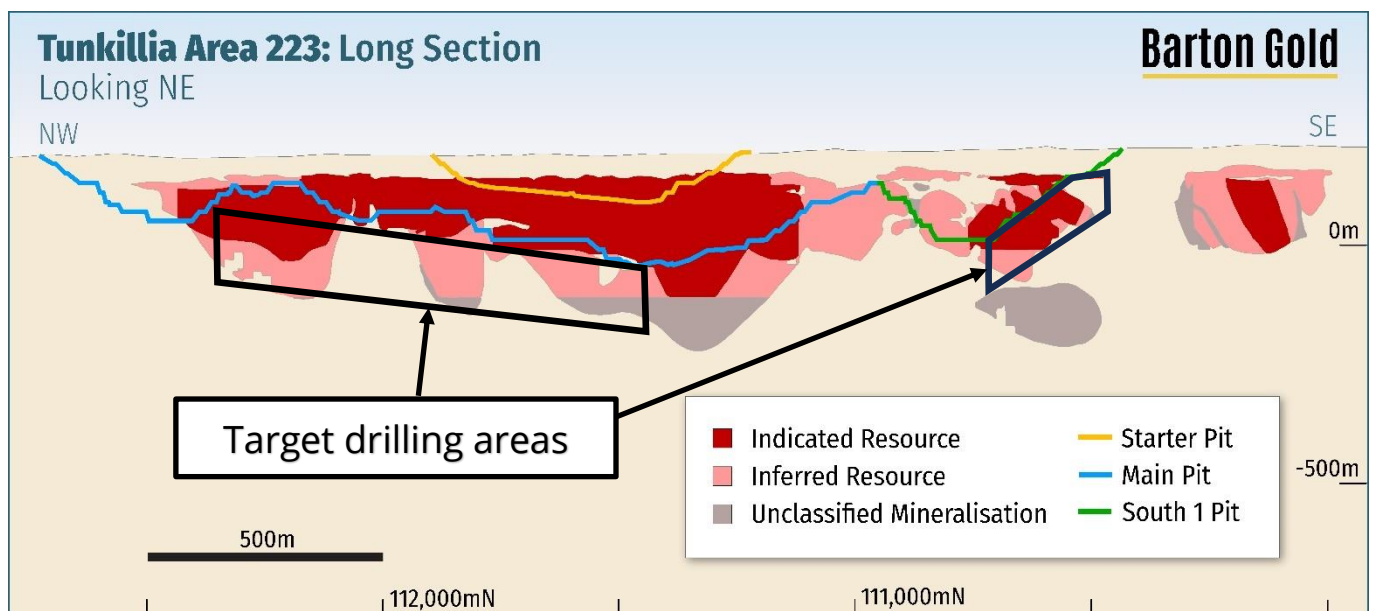 Tunkillia Area 223: Long Section
Looking NE
Barton Gold
NW
SE
0m
Target drilling areas
Indicated Resource
Inferred Resource
Unclassified Mineralisation
Starter Pit
Main Pit
South 1 Pit
-500m
500m
112,000mN
111,000mN